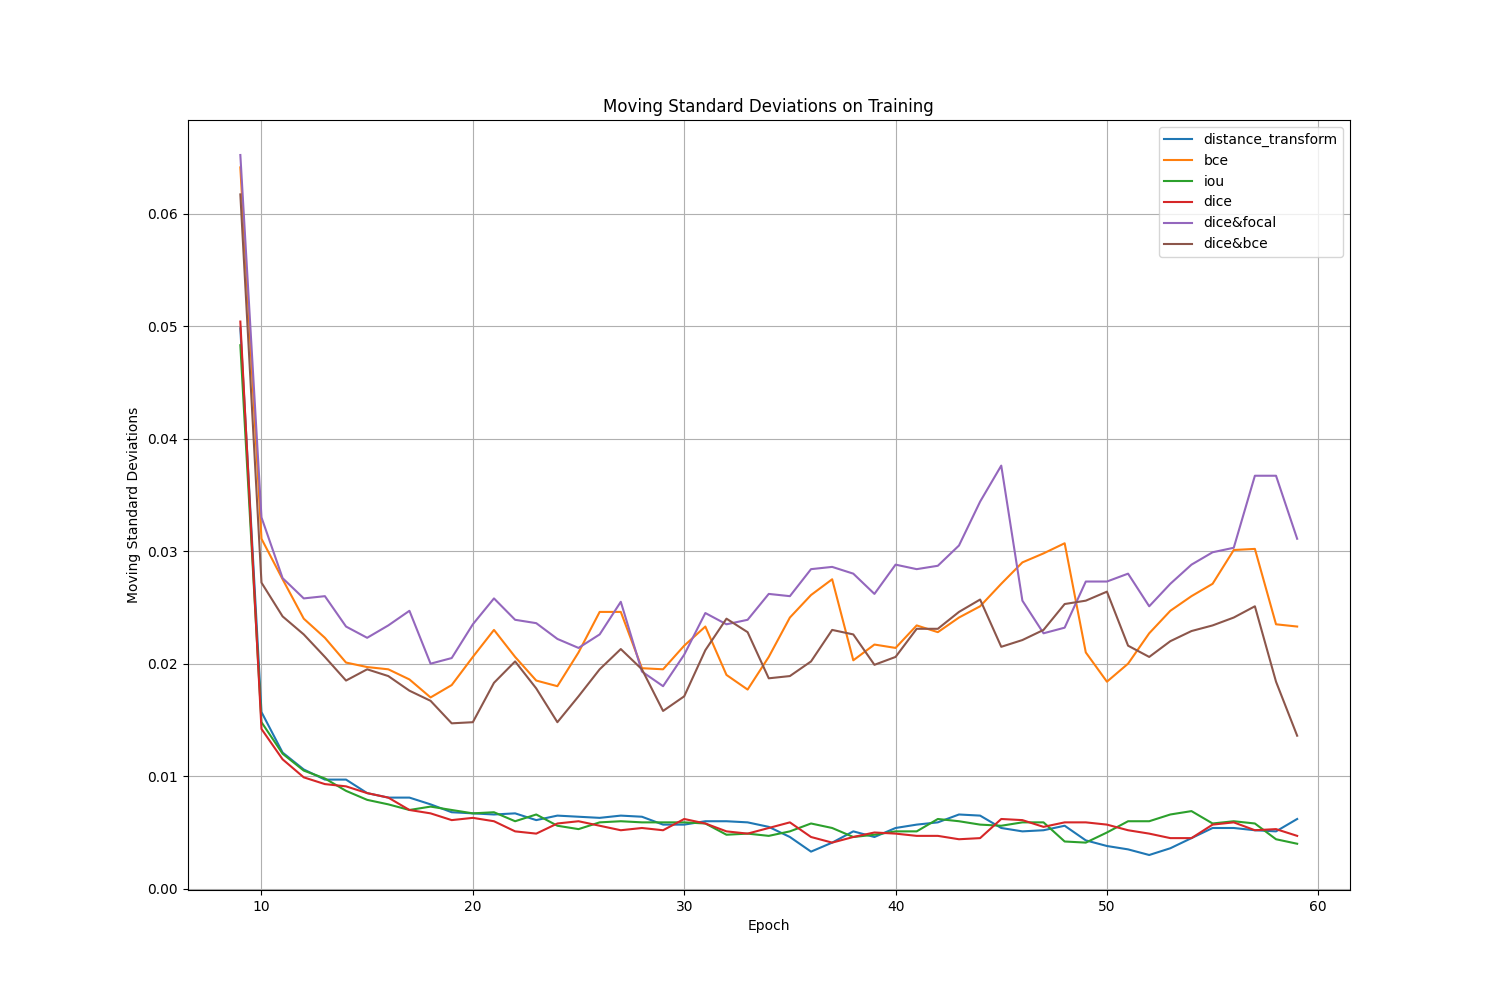 Moving Standard Deviations on Training
distance_transform
bce
iou
dice
dice&focal
dice&bce
Moving Standard Deviations
0.06
0.05
0.04
0.03
0.02
0.01
0.00
10 20 30 40 50 60
Epoch